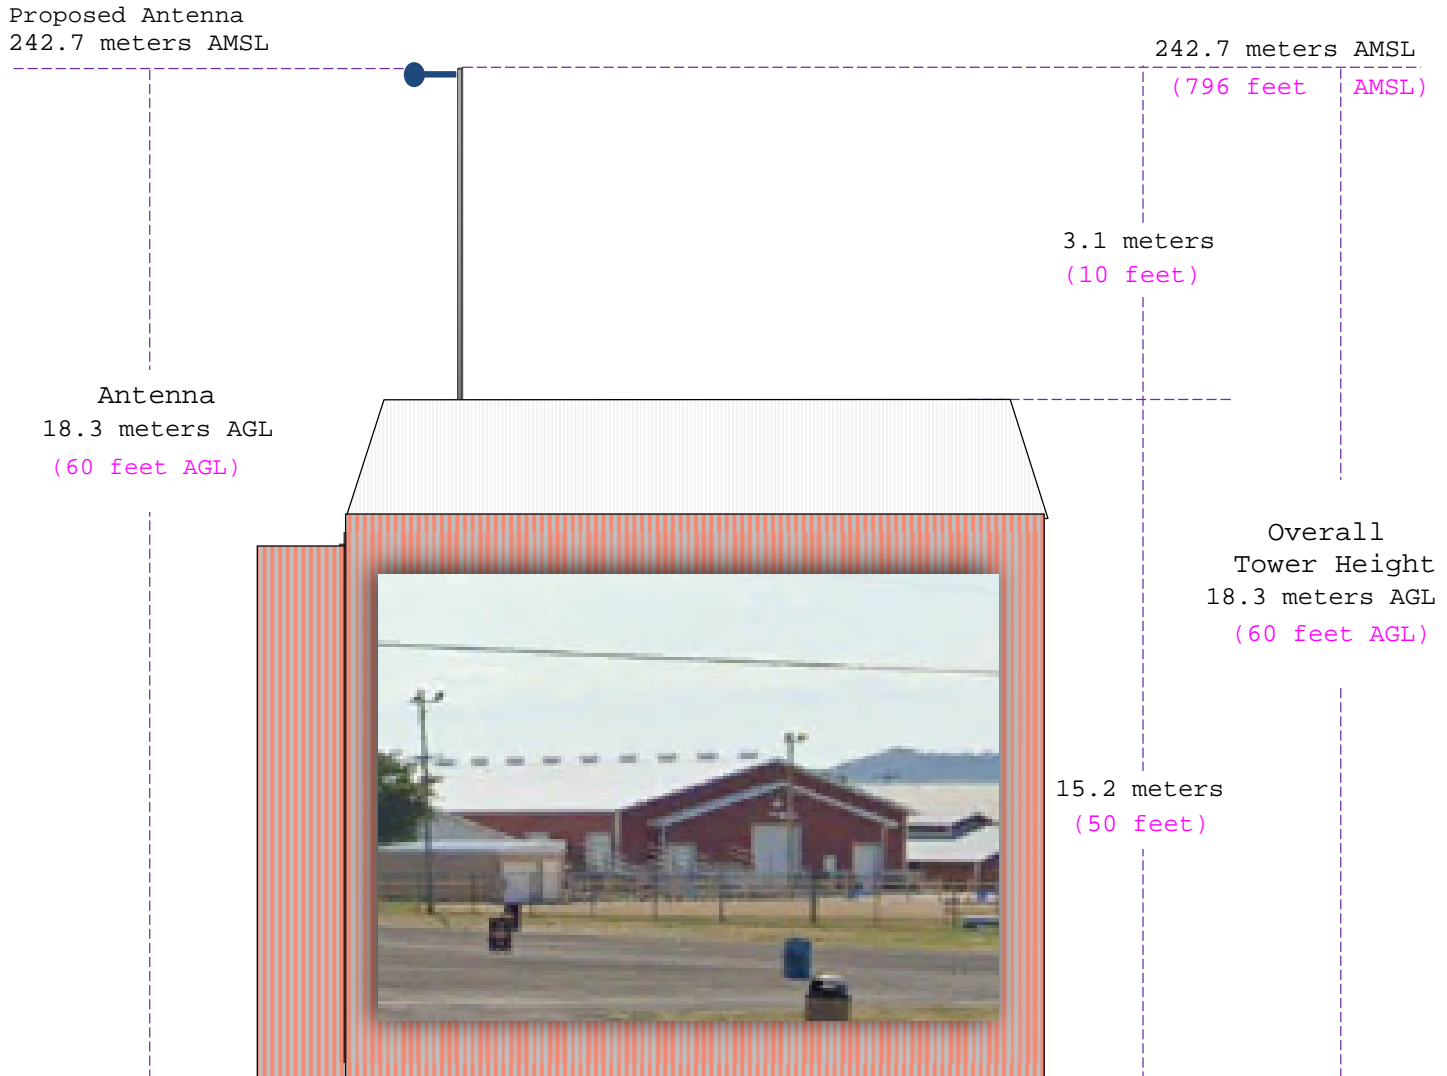 Proposed Antenna
242.7 meters AMSL
242.7 meters AMSL
(796 feet AMSL)
3.1 meters
(10 feet)
Antenna
18.3 meters AGL
(60 feet AGL)
Overall
Tower Height
18.3 meters AGL
(60 feet AGL)
15.2 meters
(50 feet)